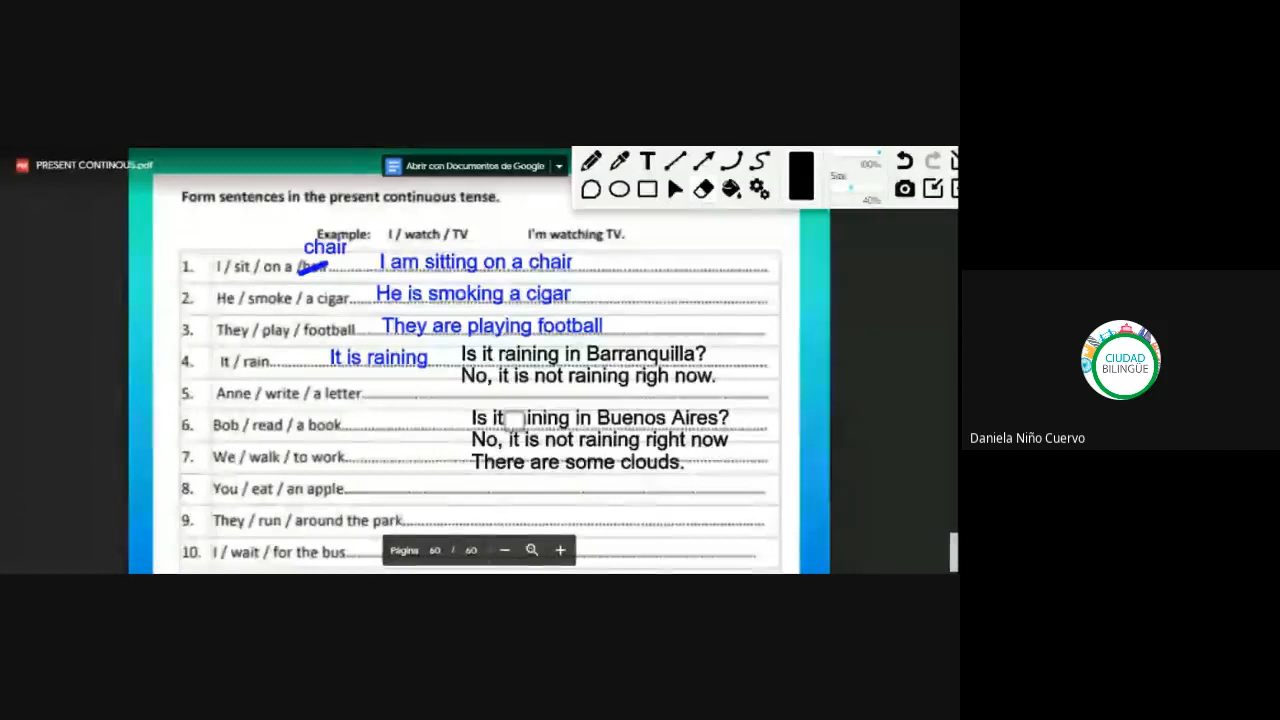 PRESENT CONTINOUS.pdf
Abrir con Documentos de Google
100%
Size:
40%
Form sentences in the present continuous tense.
Example: I / watch / TV I'm watching TV.
chair
1. I / sit / on a I am sitting on a chair
2. He / smoke / a cigar He is smoking a cigar
3. They / play / football They are playing football
4. It / rain It is raining Is it raining in Barranquilla?
No, it is not raining righ now.
5. Anne / write / a letter
Is it ining in Buenos Aires?
6. Bob / read / a book
No, it is not raining right now
7. We / walk / to work
There are some clouds.
8. You / eat / an apple
9. They / run / around the park
10. I / wait / for the bus
Página 60 / 60
CIUDAD
BILINGÜE
Daniela Niño Cuervo